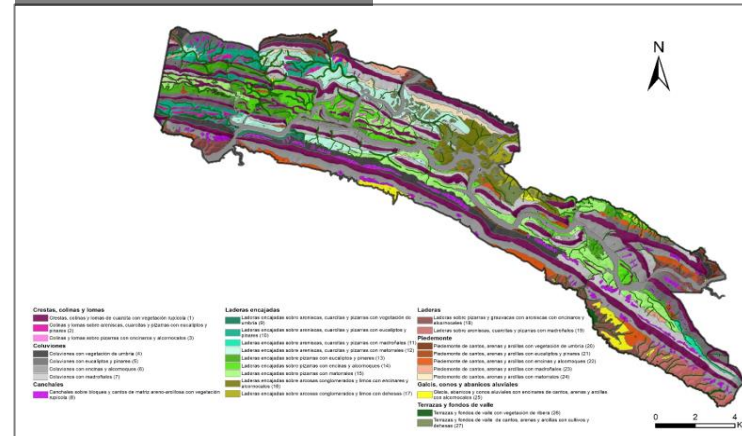 N
Crestas, colinas y lomas
Crestas, colinas y lomas de cuarcita con vegetación rupícola (1)
Colinas y lomas sobre areniscas, cuarcitas y pizarras con eucaliptos y
pinares (2)
Colinas y lomas sobre pizarras con encinares y alcornocales (3)
Coluviones
Coluviones con vegetación de umbría (4)
Coluviones con eucaliptos y pinares (5)
Coluviones con encinas y alcornoques (6)
Coluviones con madroñales (7)
Canchales
Canchales sobre bloques y cantos de matriz areno-arcillosa con vegetación
rupícola (8)
Laderas encajadas
Laderas encajadas sobre areniscas, cuarcitas y pizarras con vegetación de
umbría (9)
Laderas encajadas sobre areniscas, cuarcitas y pizarras con eucaliptos y
pinares (10)
Laderas encajadas sobre areniscas, cuarcitas y pizarras con madroñales (11)
Laderas encajadas sobre areniscas, cuarcitas y pizarras con matorrales (12)
Laderas encajadas sobre pizarras con eucaliptos y pinares (13)
Laderas encajadas sobre pizarras con encinas y alcornoques (14)
Laderas encajadas sobre pizarras con matorrales (15)
Laderas encajadas sobre arcosas conglomeradas y limos con encinares y
alcornocales (16)
Laderas encajadas sobre arcosas conglomeradas y limos con dehesas (17)
Laderas
Laderas sobre pizarras y grauvacas con areniscas con encinares y
alcornocales (18)
Laderas sobre areniscas, cuarcitas y pizarras con madroñales (19)
Piedemonte
Piedemonte de cantos, arenas y arcillas con vegetación de umbría (20)
Piedemonte de cantos, arenas y arcillas con eucaliptos y pinares (21)
Piedemonte de cantos, arenas y arcillas con encinas y alcornoques (22)
Piedemonte de cantos, arenas y arcillas con madroñales (23)
Piedemonte de cantos, arenas y arcillas con matorrales (24)
Glacis, conos y abanicos aluviales
Glacis, abanicos y conos aluviales con encinares de cantos, arenas y arcillas
con alcornocales (25)
Terrazas y fondos de valle
Terrazas y fondos de valle con vegetación de ribera (26)
Terrazas y fondos de valle de cantos, arenas y arcillas con cultivos y
dehesas (27)
0 2 4